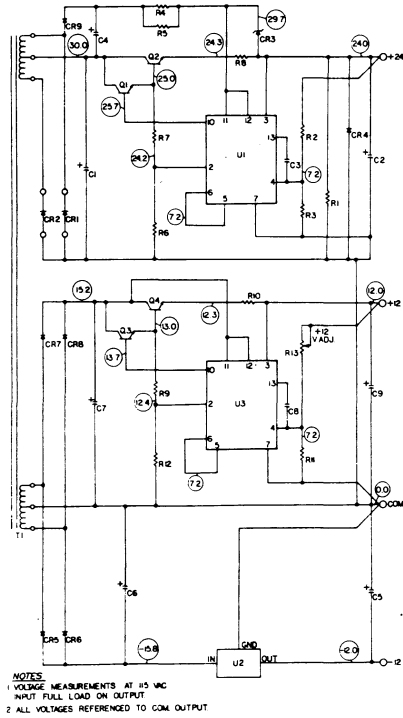 R4
CR9
29.7
C4
R5
30.0
Q2
24.3
CR3
24.0
+24
R8
25.0
Q1
25.7
10
11
12
3
R7
13
R2
CR4
U1
24.2
2
C3
C2
C1
4
7.2
6
R1
7.2
5
7
R3
R6
CR2
CR1
15.2
Q4
12.3
R10
12.0
+12
Q3
13.0
+12
V ADJ
13.7
R13
CR7
CR8
10
11
12
3
R9
13
C7
12.4
2
U3
C8
C9
4
7.2
6
5
7
R12
R11
7.2
0.0
COM
T1
C6
C5
CR5
CR6
GND
-15.8
IN
U2
OUT
-12.0
-12
NOTES
1 VOLTAGE MEASUREMENTS AT 115 VAC
INPUT FULL LOAD ON OUTPUT
2 ALL VOLTAGES REFERENCED TO COM. OUTPUT